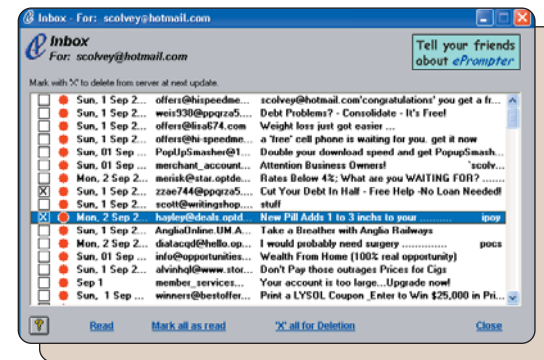 Inbox - For: scolvey@hotmail.com
Inbox
For: scolvey@hotmail.com
Tell your friends
about ePrompter
Mark with 'X' to delete from server at next update.
Sun, 1 Sep 2... offers@hispeedme... scolvey@hotmail.com'congratulations' you get a fr...
Sun, 1 Sep 2... weis930@ppqrza5.... Debt Problems? - Consolidate - It's Free!
Sun, 1 Sep 2... offers@lisa674.com Weight loss just got easier ...
Sun, 1 Sep 2... offers@hi-speedme... a 'free' cell phone is waiting for you. get it now
Sun, 01 Sep ... PopUpSmasher@1... Double your download speed and get PopupSmash...
Sun, 01 Sep ... merchant_account... Attention Business Owners! `scolv...
Mon, 2 Sep 2... merisk@star.optde... Rates Below 4%; What are you WAITING FOR? .......
X Sun, 1 Sep 2... zzae744@ppqrza5.... Cut Your Debt In Half - Free Help -No Loan Needed!
Sun, 1 Sep 2... scott@writingshop.... stuff
X Mon, 2 Sep 2... hayley@deals.optd... New Pill Adds 1 to 3 inchs to your .......... ipoy
Sun, 1 Sep 2... AngliaOnline.UM.A... Take a Breather with Anglia Railways
Mon, 2 Sep 2... dialacqd@hello.op... I would probably need surgery .............. pocs
Sun, 01 Sep ... info@opportunities... Wealth From Home (100% real opportunity)
Sun, 1 Sep 2... alvinhql@www.stor... Don't Pay those outrages Prices for Cigs
Sep 1 member_services... Your account is too large...Upgrade now!
Sun, 1 Sep ... winners@bestoffer... Print a LYSOL Coupon _Enter to Win $25,000 in Pri...
? Read Mark all as read 'X' all for Deletion Close